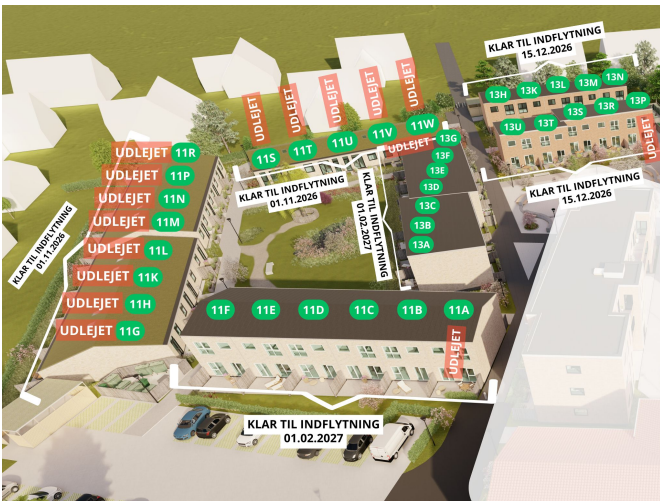 KLAR TIL INDFLYTNING
15.12.2026
13H
13K
13L
13M
13N
13U
13T
13S
13R
13P
UDLEJET
KLAR TIL INDFLYTNING
15.12.2026
UDLEJET
UDLEJET
UDLEJET
UDLEJET
UDLEJET
11S
11T
11U
11V
11W
KLAR TIL INDFLYTNING
01.11.2026
UDLEJET 13G
13F
13E
13D
13C
13B
13A
KLAR TIL INDFLYTNING
01.02.2027
UDLEJET 11R
UDLEJET 11P
UDLEJET 11N
UDLEJET 11M
UDLEJET 11L
UDLEJET 11K
UDLEJET 11H
UDLEJET 11G
KLAR TIL INDFLYTNING
01.11.2026
11F
11E
11D
11C
11B
11A
UDLEJET
KLAR TIL INDFLYTNING
01.02.2027